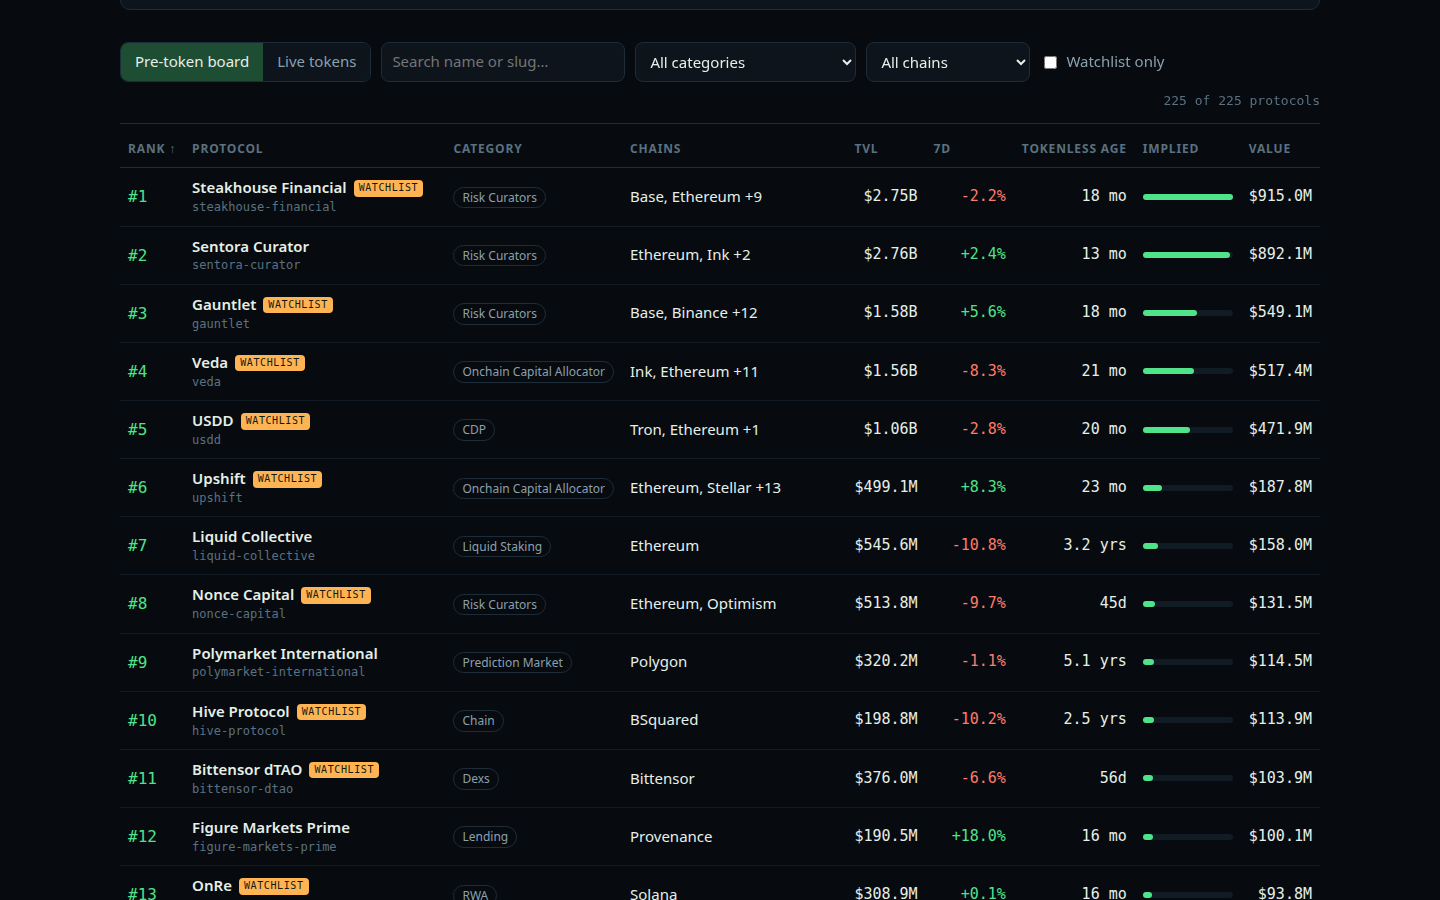 Pre-token board Live tokens Search name or slug... All categories All chains Watchlist only
225 of 225 protocols
RANK ↑ PROTOCOL CATEGORY CHAINS TVL 7D TOKENLESS AGE IMPLIED VALUE
#1 Steakhouse Financial WATCHLIST Risk Curators Base, Ethereum +9 $2.75B -2.2% 18 mo $915.0M
steakhouse-financial
#2 Sentora Curator Risk Curators Ethereum, Ink +2 $2.76B +2.4% 13 mo $892.1M
sentora-curator
#3 Gauntlet WATCHLIST Risk Curators Base, Binance +12 $1.58B +5.6% 18 mo $549.1M
gauntlet
#4 Veda WATCHLIST Onchain Capital Allocator Ink, Ethereum +11 $1.56B -8.3% 21 mo $517.4M
veda
#5 USDD WATCHLIST CDP Tron, Ethereum +1 $1.06B -2.8% 20 mo $471.9M
usdd
#6 Upshift WATCHLIST Onchain Capital Allocator Ethereum, Stellar +13 $499.1M +8.3% 23 mo $187.8M
upshift
#7 Liquid Collective Liquid Staking Ethereum $545.6M -10.8% 3.2 yrs $158.0M
liquid-collective
#8 Nonce Capital WATCHLIST Risk Curators Ethereum, Optimism $513.8M -9.7% 45d $131.5M
nonce-capital
#9 Polymarket International Prediction Market Polygon $320.2M -1.1% 5.1 yrs $114.5M
polymarket-international
#10 Hive Protocol WATCHLIST Chain BSquared $198.8M -10.2% 2.5 yrs $113.9M
hive-protocol
#11 Bittensor dTAO WATCHLIST Dexs Bittensor $376.0M -6.6% 56d $103.9M
bittensor-dtao
#12 Figure Markets Prime Lending Provenance $190.5M +18.0% 16 mo $100.1M
figure-markets-prime
#13 OnRe WATCHLIST RWA Solana $308.9M +0.1% 16 mo $93.8M